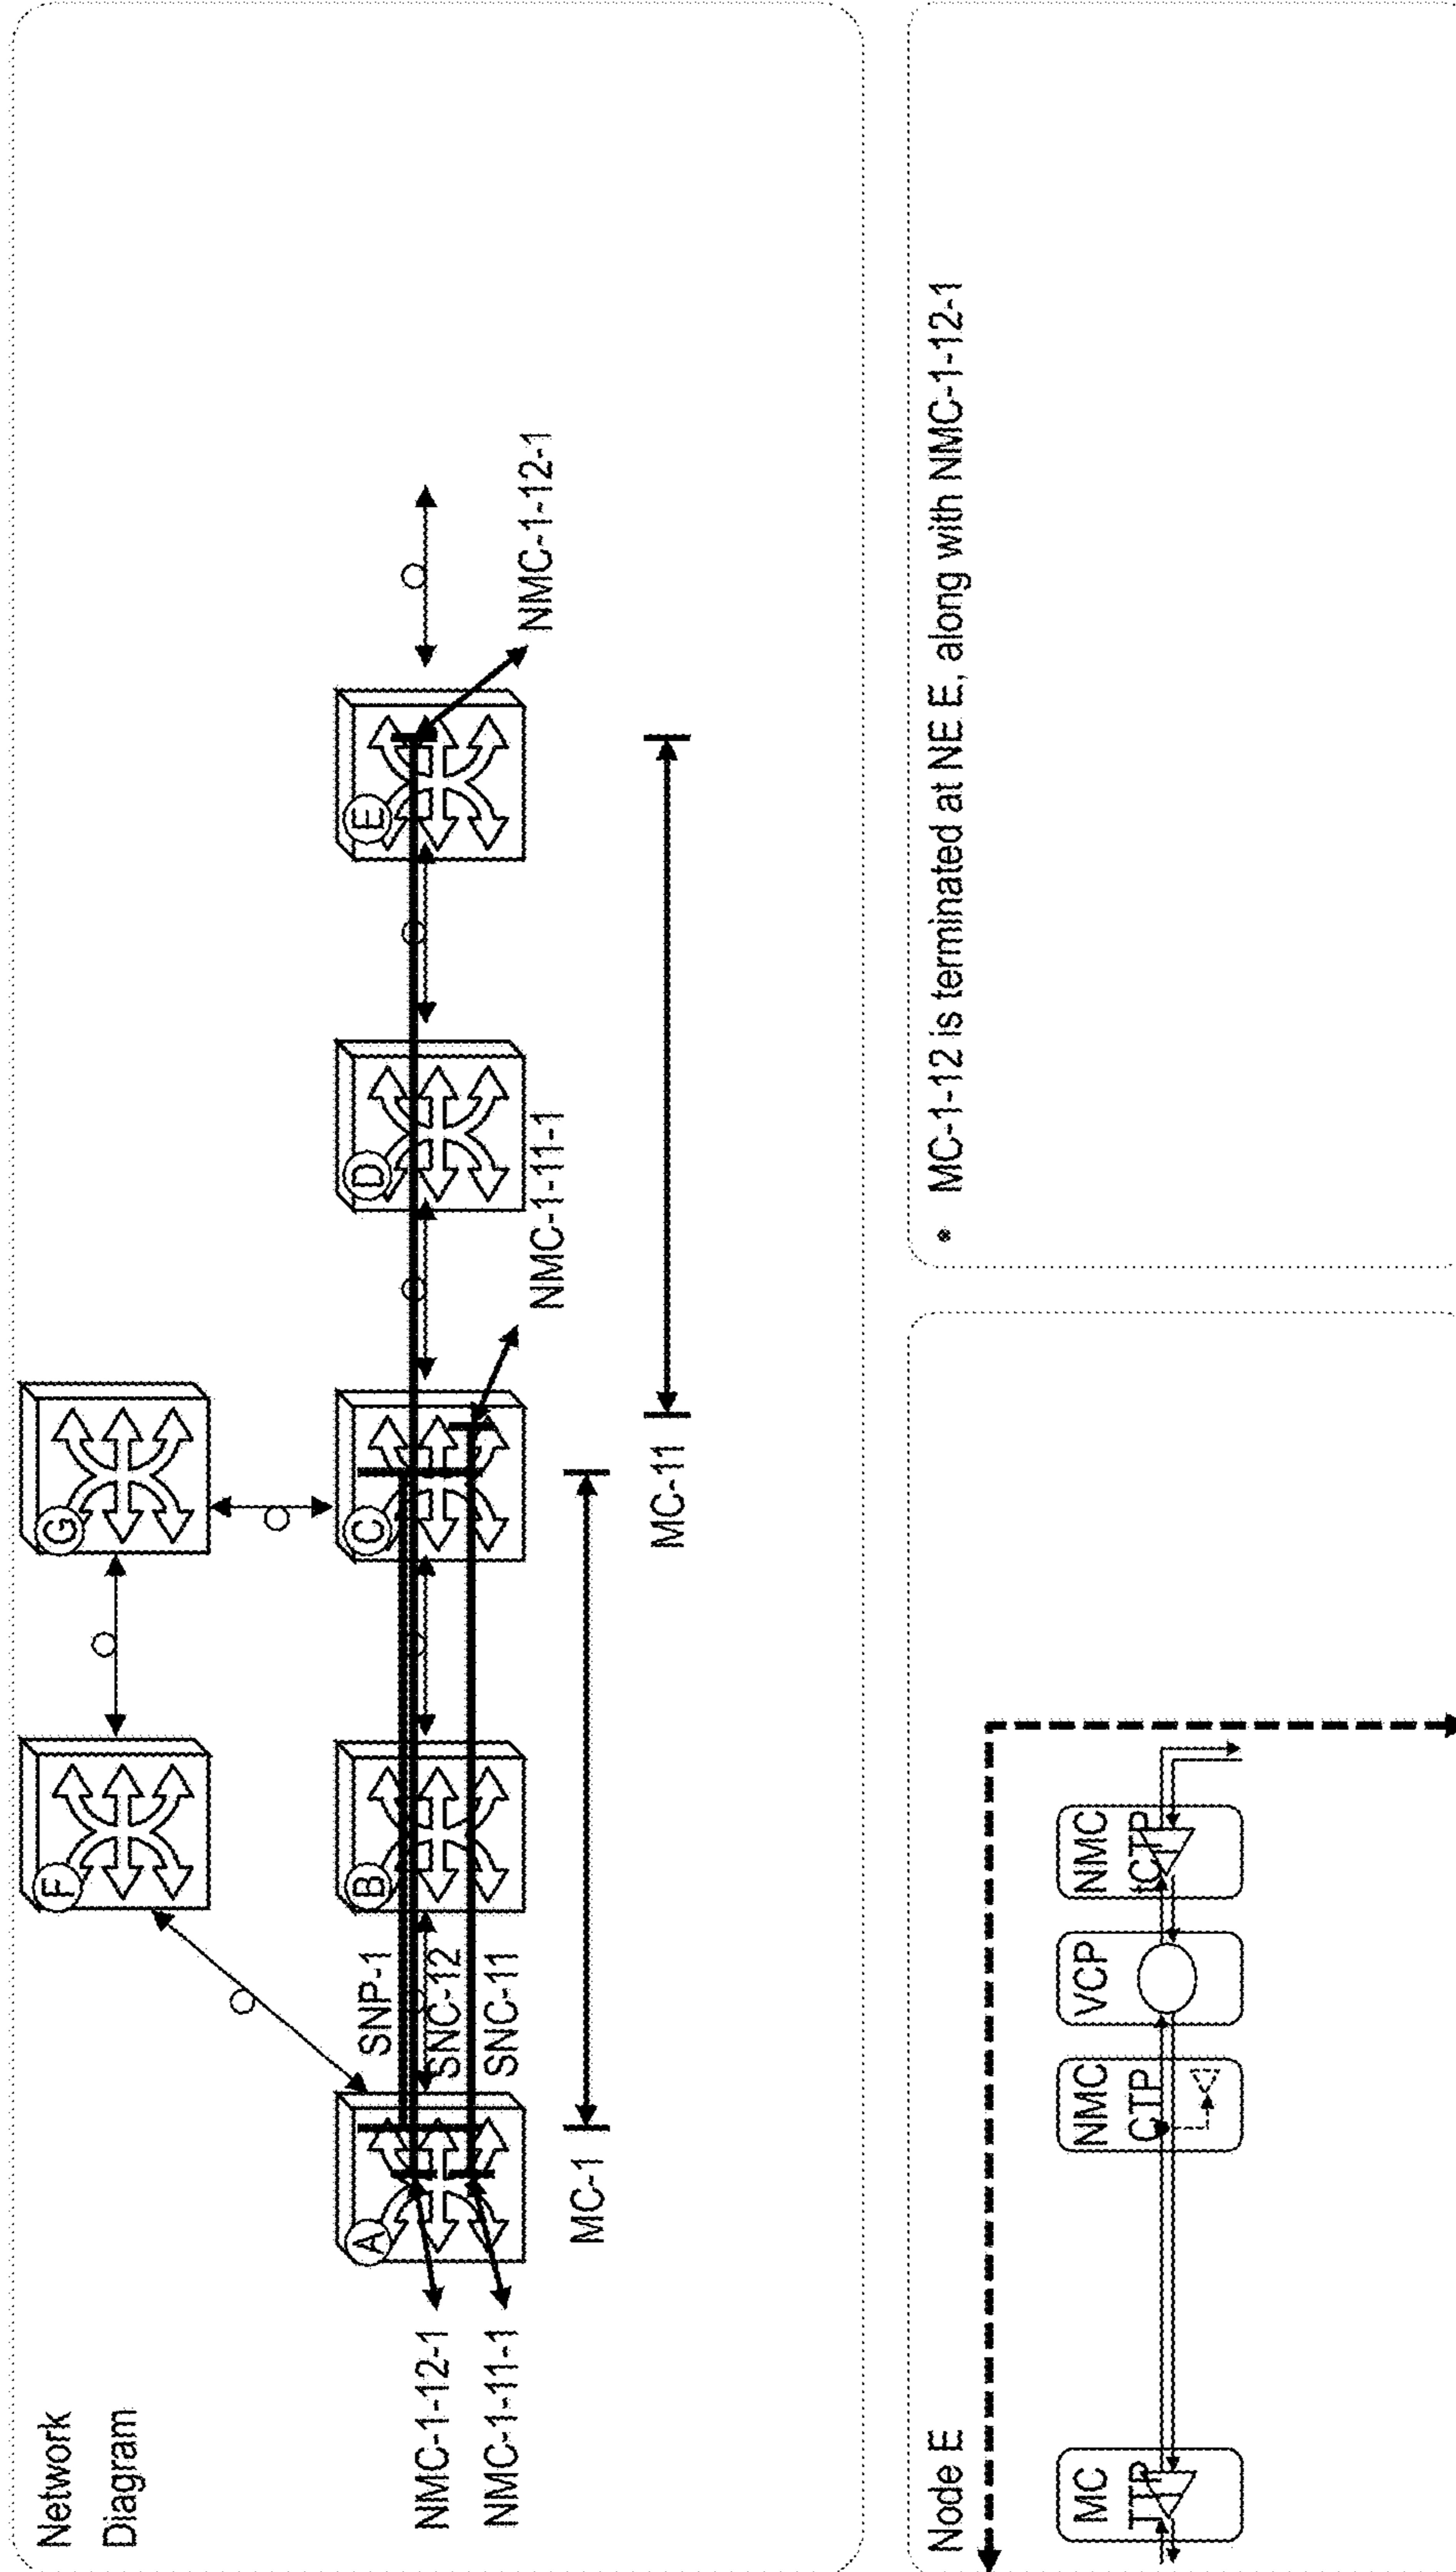 Network
Diagram
F
G
A
B
C
D
E
SNP-1
SNC-12
SNC-11
NMC-1-12-1
NMC-1-11-1
NMC-1-11-1
NMC-1-12-1
MC-1
MC-11
Node E
MC
TTP
NMC
CTP
VCP
NMC
tCTP
• MC-1-12 is terminated at NE E, along with NMC-1-12-1